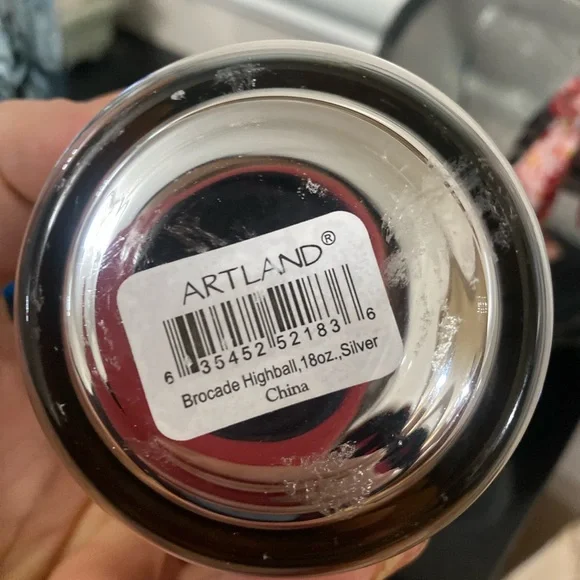 ARTLAND®
6 35452 52183 6
Brocade Highball,18oz.,Silver
China